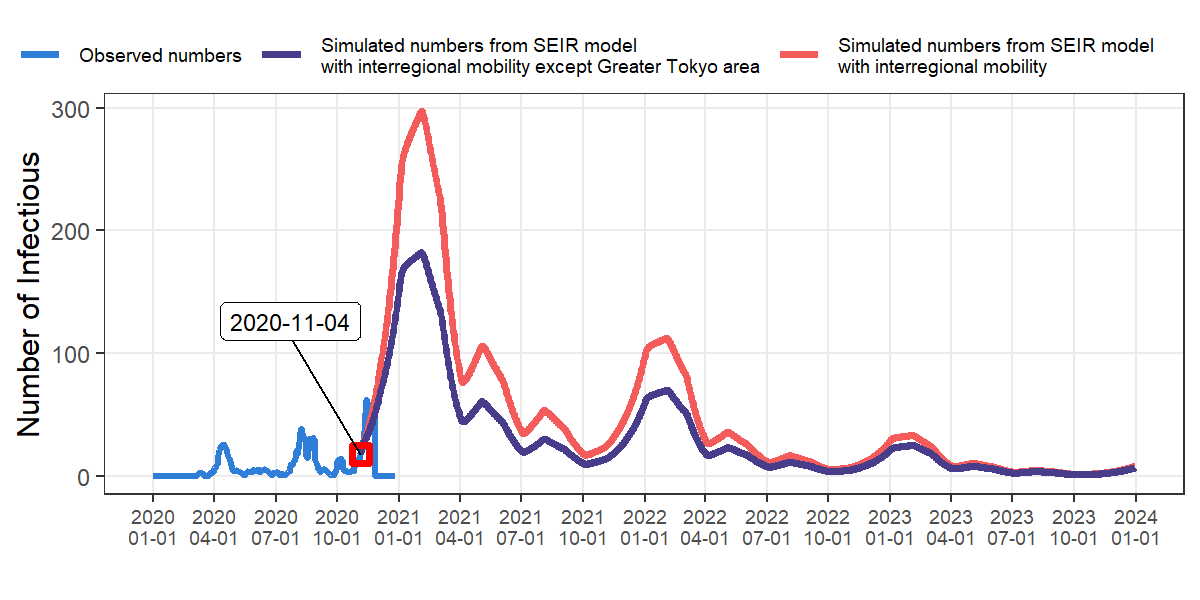 Observed numbers
Simulated numbers from SEIR model
with interregional mobility except Greater Tokyo area
Simulated numbers from SEIR model
with interregional mobility
Number of Infectious
300
200
100
0
2020-11-04
2020 2020 2020 2020 2021 2021 2021 2021 2022 2022 2022 2022 2023 2023 2023 2023 2024
01-01 04-01 07-01 10-01 01-01 04-01 07-01 10-01 01-01 04-01 07-01 10-01 01-01 04-01 07-01 10-01 01-01